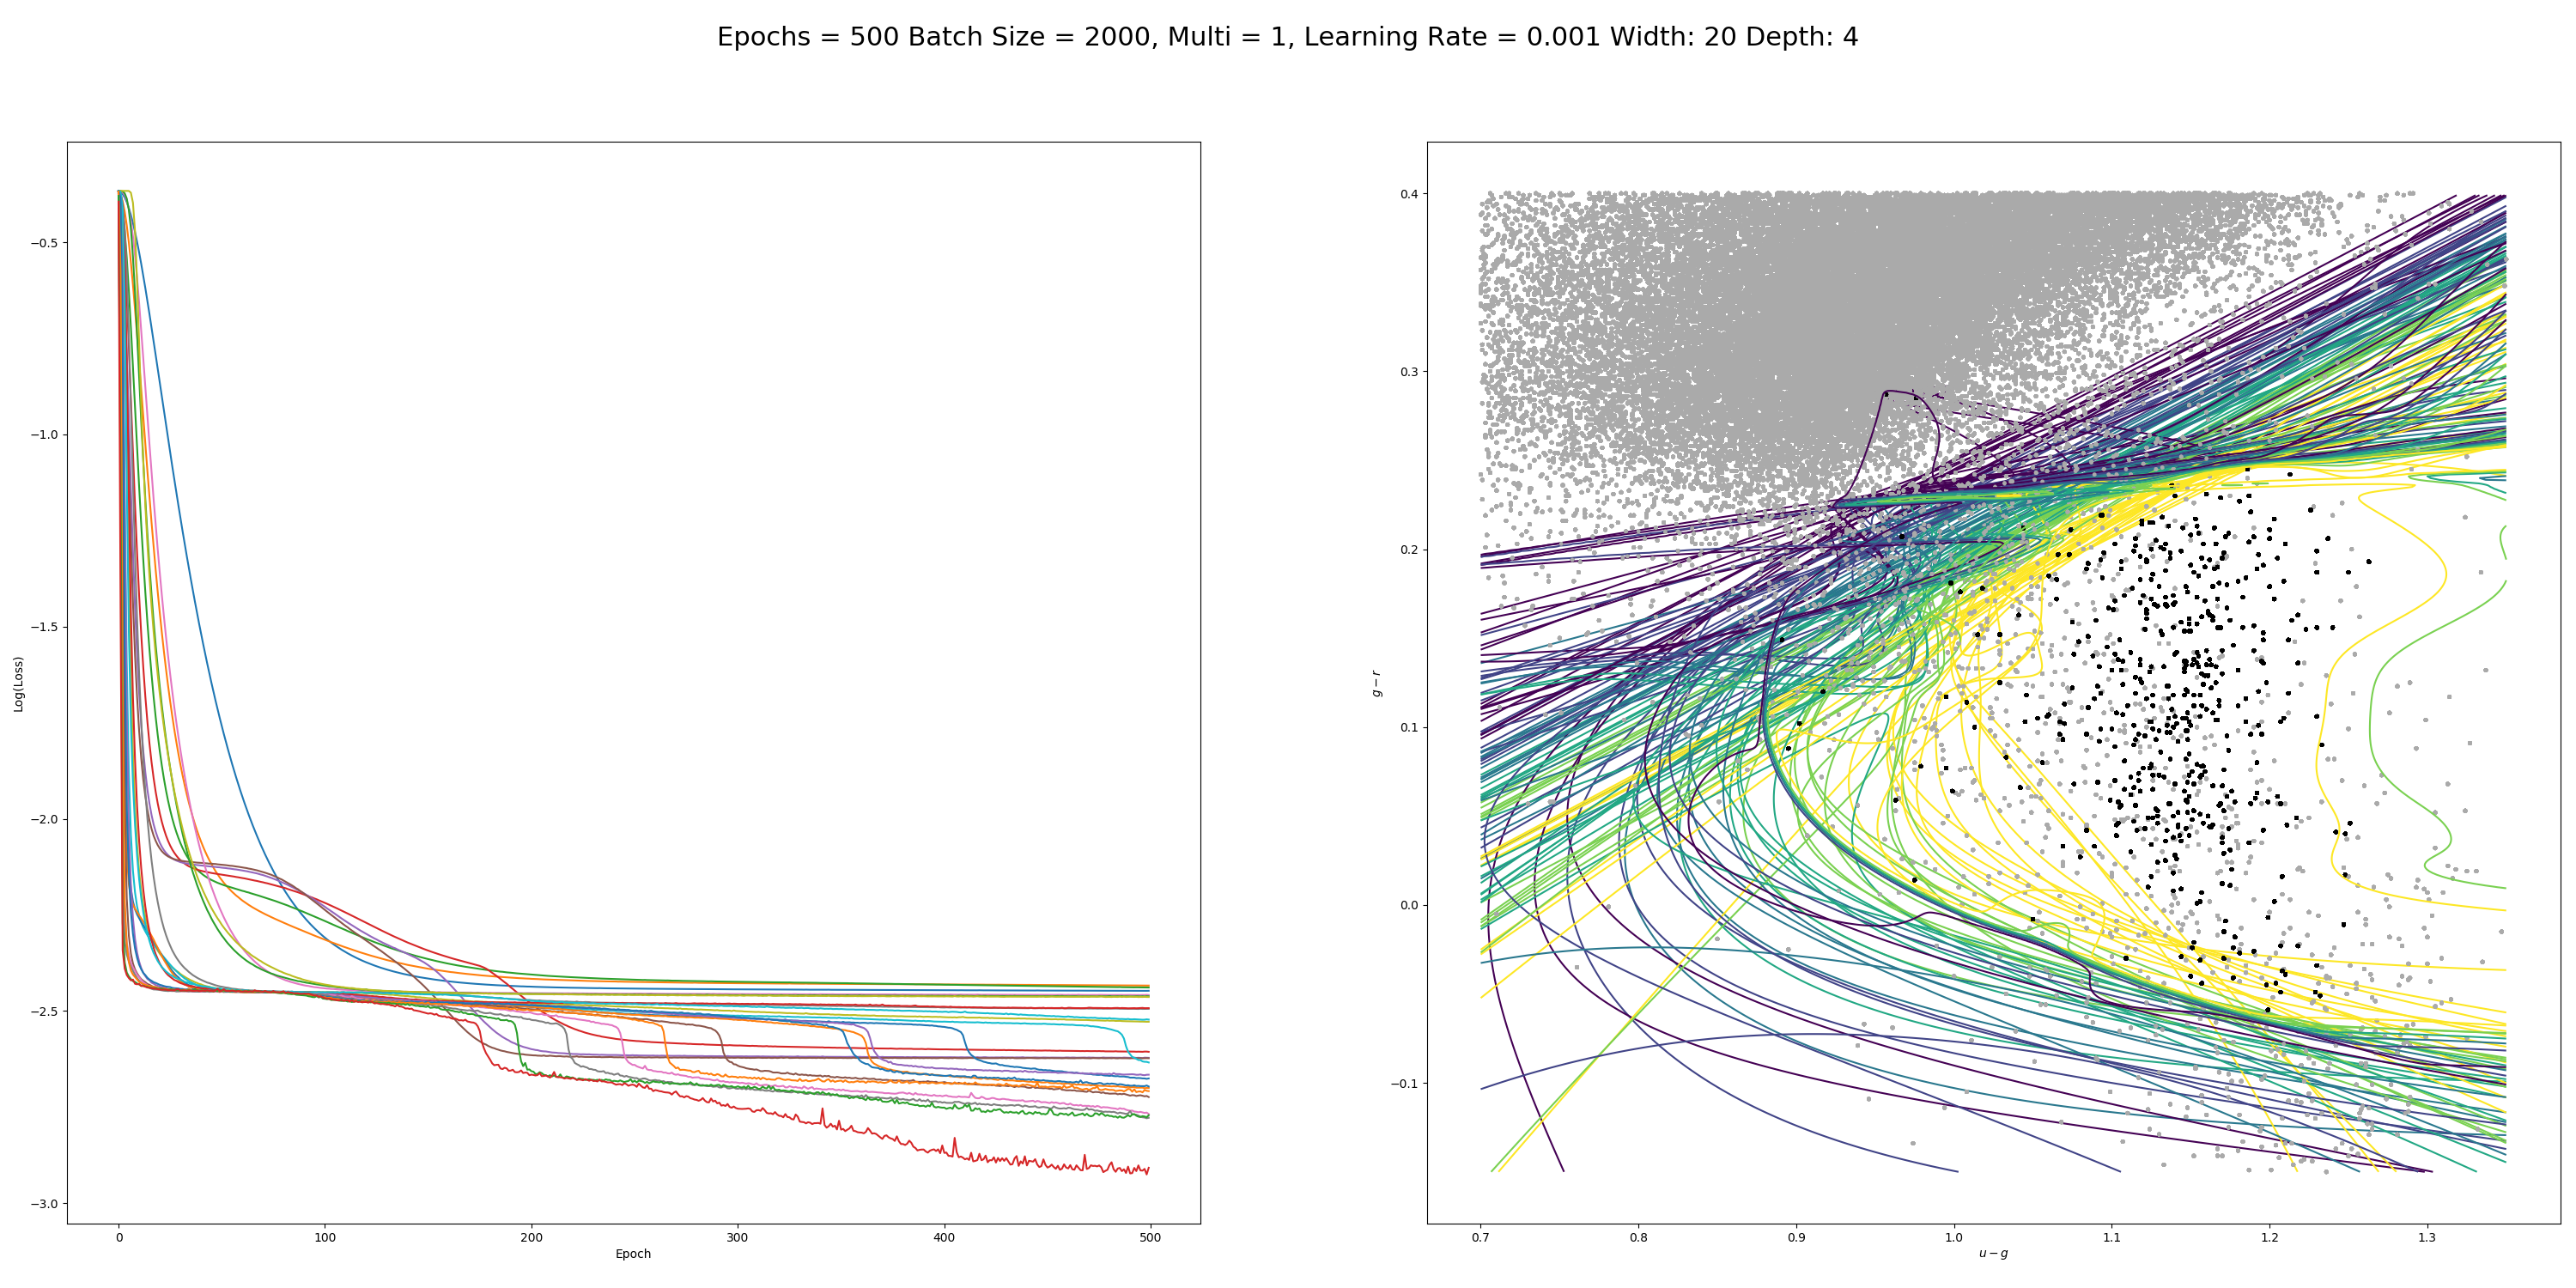 Epochs = 500 Batch Size = 2000, Multi = 1, Learning Rate = 0.001 Width: 20 Depth: 4
−0.5
−1.0
−1.5
−2.0
−2.5
−3.0
Log(Loss)
0 100 200 300 400 500
Epoch
0.4
0.3
0.2
0.1
0.0
−0.1
g − r
0.7 0.8 0.9 1.0 1.1 1.2 1.3
u − g